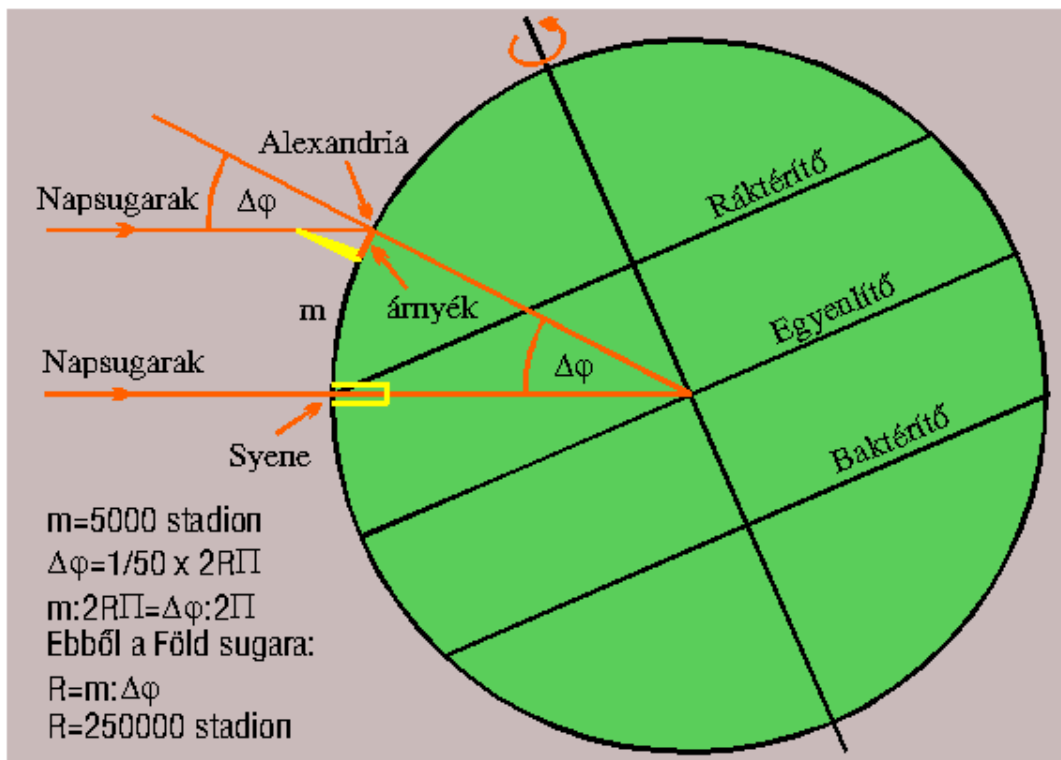 Alexandria
Ráktérítő
Napsugarak
Δφ
árnyék
m
Egyenlítő
Napsugarak
Δφ
Baktérítő
Syene
m=5000 stadion
Δφ=1/50 x 2RΠ
m:2RΠ=Δφ:2Π
Ebből a Föld sugara:
R=m:Δφ
R=250000 stadion